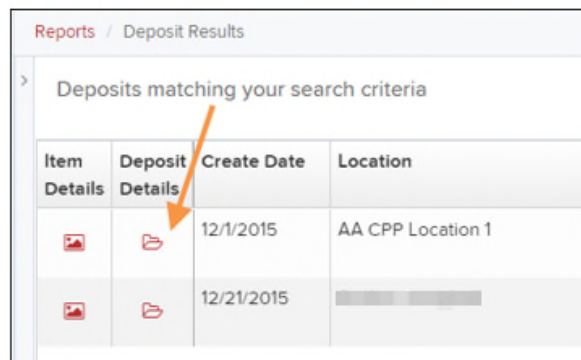 Reports / Deposit Results
Deposits matching your search criteria
Item Details Deposit Details Create Date Location
12/1/2015 AA CPP Location 1
12/21/2015